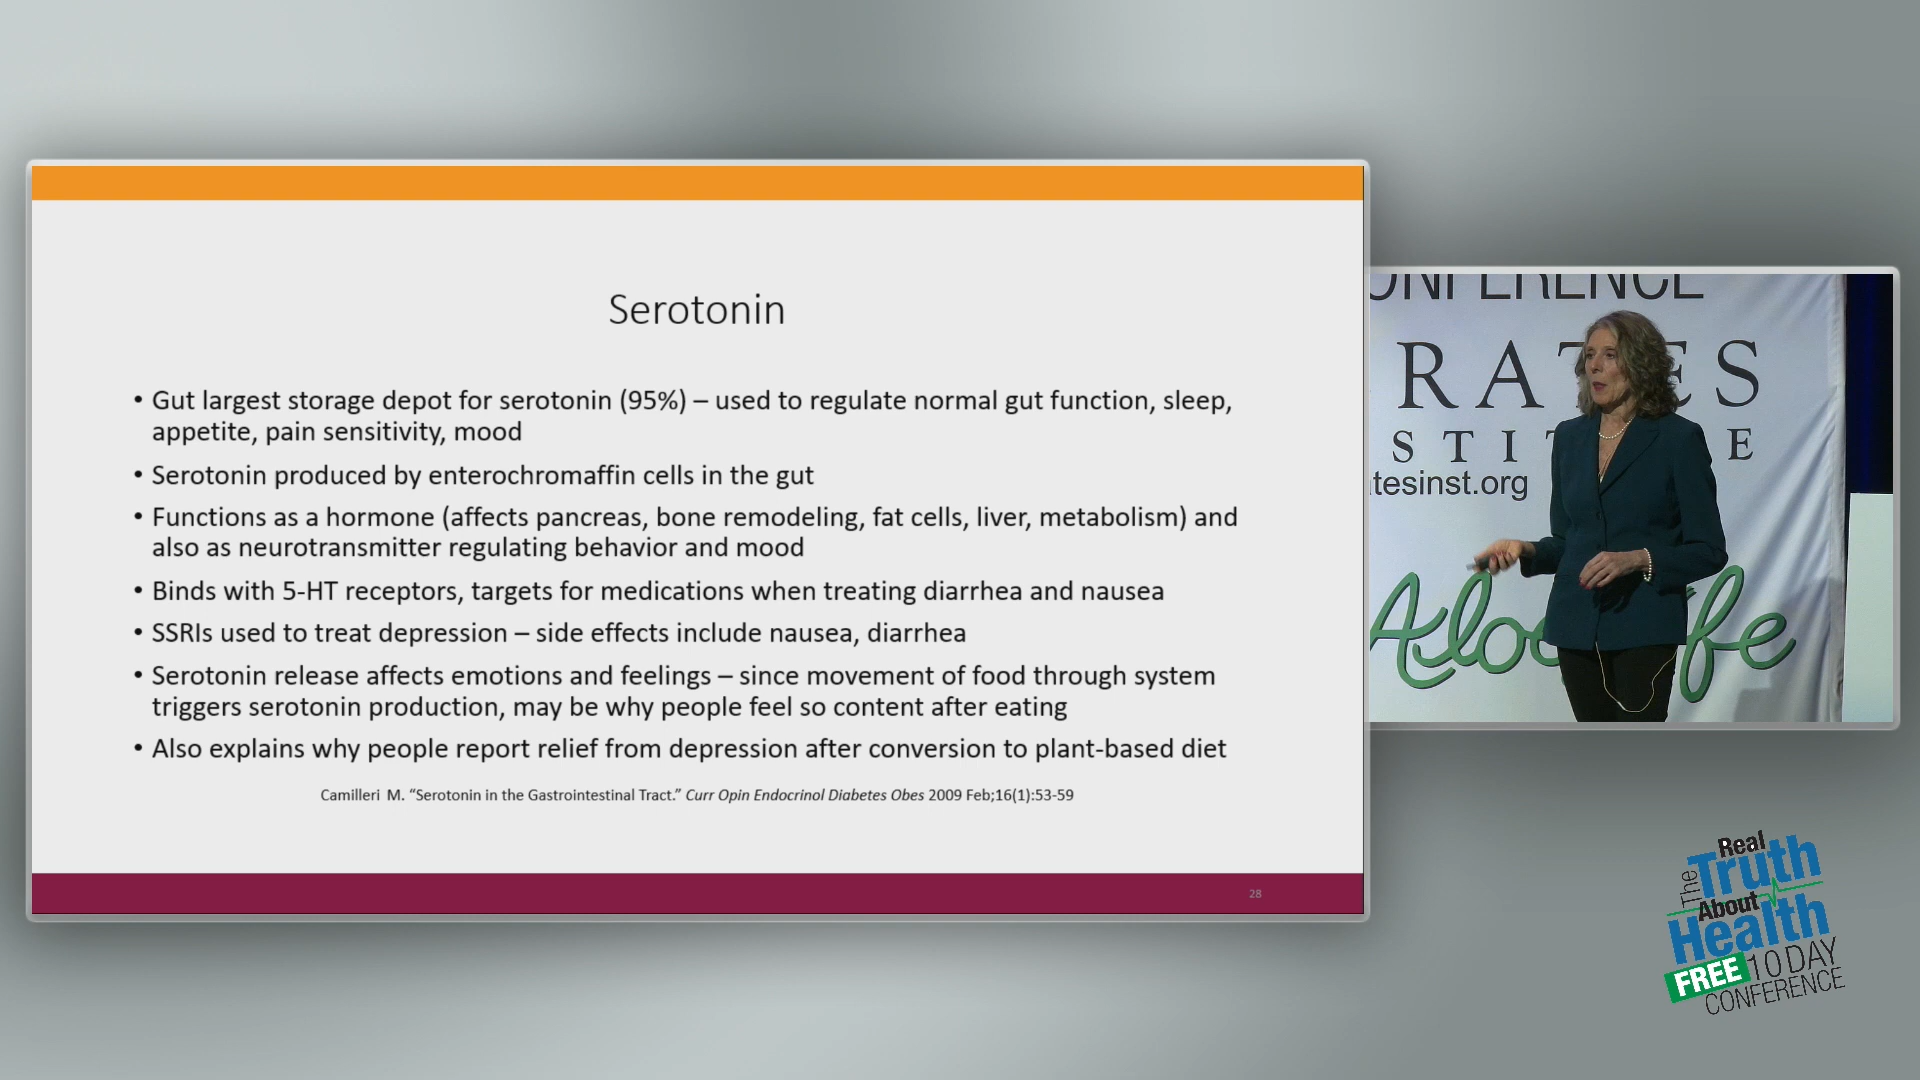 Serotonin
• Gut largest storage depot for serotonin (95%) – used to regulate normal gut function, sleep,
appetite, pain sensitivity, mood
• Serotonin produced by enterochromaffin cells in the gut
• Functions as a hormone (affects pancreas, bone remodeling, fat cells, liver, metabolism) and
also as neurotransmitter regulating behavior and mood
• Binds with 5-HT receptors, targets for medications when treating diarrhea and nausea
• SSRIs used to treat depression – side effects include nausea, diarrhea
• Serotonin release affects emotions and feelings – since movement of food through system
triggers serotonin production, may be why people feel so content after eating
• Also explains why people report relief from depression after conversion to plant-based diet
Camilleri M. “Serotonin in the Gastrointestinal Tract.” Curr Opin Endocrinol Diabetes Obes 2009 Feb;16(1):53-59
28
tesinst.org
The Real
Truth
About
Health
FREE 10 DAY
CONFERENCE